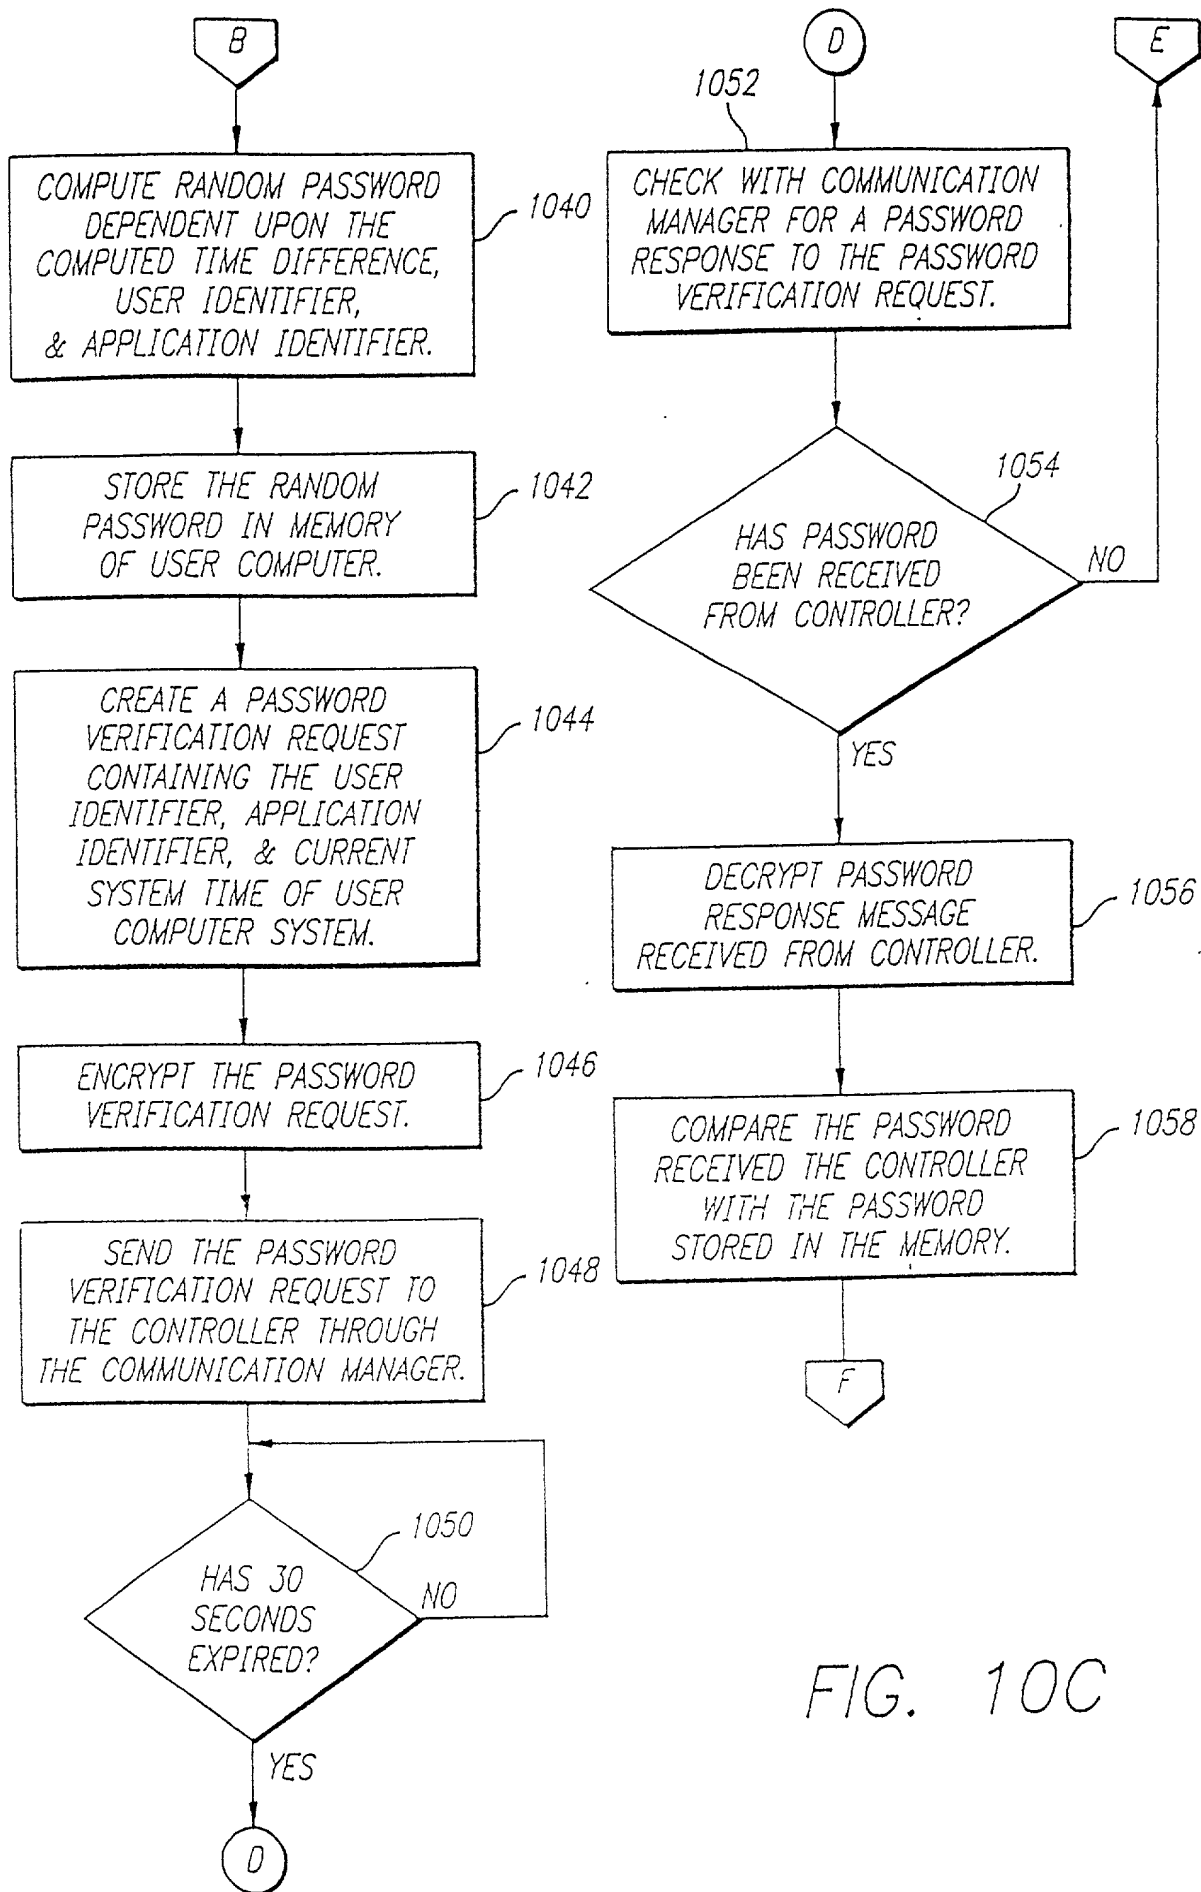 B
COMPUTE RANDOM PASSWORD
DEPENDENT UPON THE
COMPUTED TIME DIFFERENCE,
USER IDENTIFIER,
& APPLICATION IDENTIFIER.
1040
STORE THE RANDOM
PASSWORD IN MEMORY
OF USER COMPUTER.
1042
CREATE A PASSWORD
VERIFICATION REQUEST
CONTAINING THE USER
IDENTIFIER, APPLICATION
IDENTIFIER, & CURRENT
SYSTEM TIME OF USER
COMPUTER SYSTEM.
1044
ENCRYPT THE PASSWORD
VERIFICATION REQUEST.
1046
SEND THE PASSWORD
VERIFICATION REQUEST TO
THE CONTROLLER THROUGH
THE COMMUNICATION MANAGER.
1048
HAS 30
SECONDS
EXPIRED?
1050
NO
YES
D
D
1052
CHECK WITH COMMUNICATION
MANAGER FOR A PASSWORD
RESPONSE TO THE PASSWORD
VERIFICATION REQUEST.
1054
HAS PASSWORD
BEEN RECEIVED
FROM CONTROLLER?
NO
E
YES
DECRYPT PASSWORD
RESPONSE MESSAGE
RECEIVED FROM CONTROLLER.
1056
COMPARE THE PASSWORD
RECEIVED THE CONTROLLER
WITH THE PASSWORD
STORED IN THE MEMORY.
1058
F
FIG. 10C